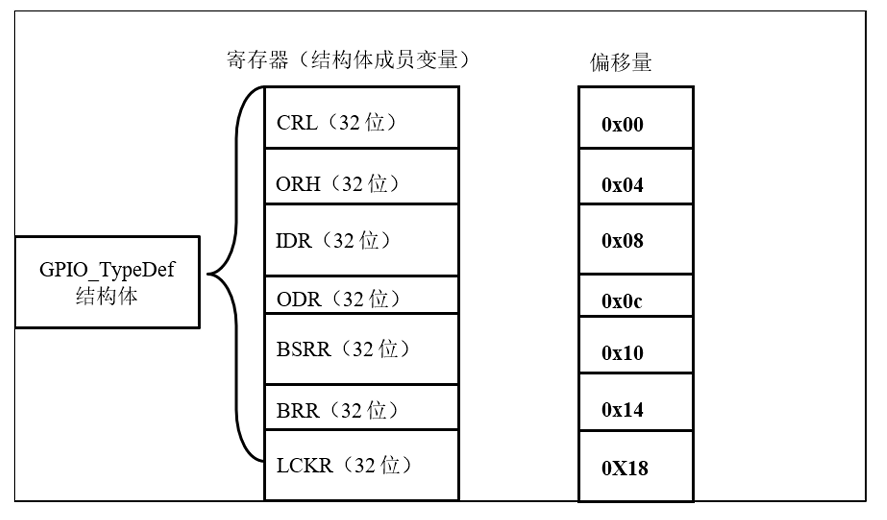 寄存器（结构体成员变量）
偏移量
CRL（32 位）
0x00
ORH（32 位）
0x04
IDR（32 位）
0x08
GPIO_TypeDef
结构体
ODR（32 位）
0x0c
BSRR（32 位）
0x10
BRR（32 位）
0x14
LCKR（32 位）
0X18